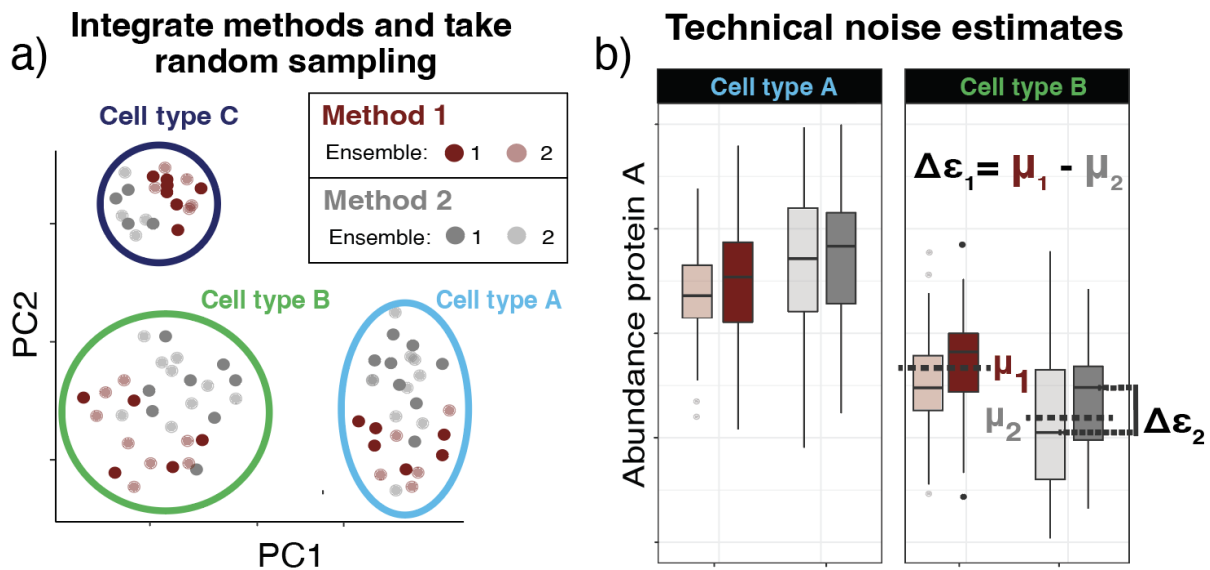 a)
Integrate methods and take
random sampling
Cell type C
Method 1
Ensemble: 1 2
Method 2
Ensemble: 1 2
Cell type B
Cell type A
PC2
PC1
b)
Technical noise estimates
Cell type A
Cell type B
Abundance protein A
Δε₁= μ₁ - μ₂
μ₁
μ₂
Δε₂